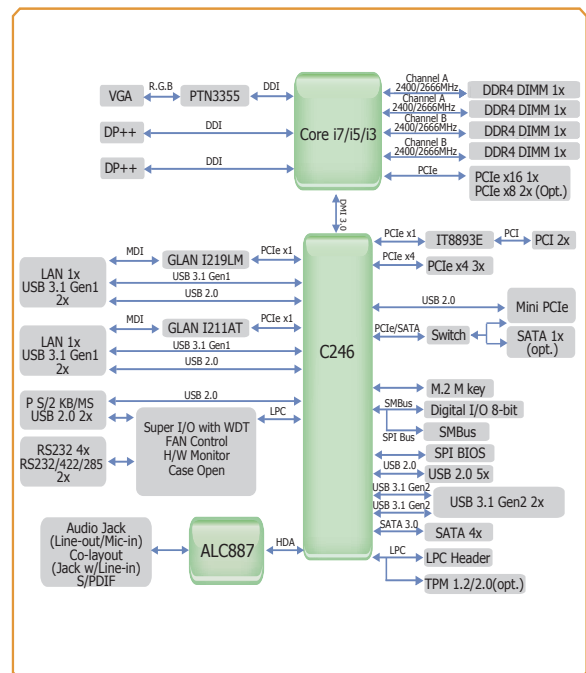 R.G.B
DDI
VGA
PTN3355
DDI
DP++
DDI
DP++
Core i7/i5/i3
Channel A
2400/2666MHz
DDR4 DIMM 1x
Channel A
2400/2666MHz
DDR4 DIMM 1x
Channel B
2400/2666MHz
DDR4 DIMM 1x
Channel B
2400/2666MHz
DDR4 DIMM 1x
PCIe
PCIe x16 1x
PCIe x8 2x (Opt.)
DMI 3.0
MDI
GLAN I219LM
PCIe x1
LAN 1x
USB 3.1 Gen1
2x
USB 3.1 Gen1
USB 2.0
MDI
GLAN I211AT
PCIe x1
LAN 1x
USB 3.1 Gen1
2x
USB 3.1 Gen1
USB 2.0
P S/2 KB/MS
USB 2.0 2x
USB 2.0
Super I/O with WDT
FAN Control
H/W Monitor
Case Open
LPC
RS232 4x
RS232/422/285
2x
Audio Jack
(Line-out/Mic-in)
Co-layout
(Jack w/Line-in)
S/PDIF
ALC887
HDA
C246
PCIe x1
IT8893E
PCI
PCI 2x
PCIe x4
PCIe x4 3x
USB 2.0
Mini PCIe
PCIe/SATA
Switch
SATA 1x
(opt.)
M.2 M key
SMBus
Digital I/O 8-bit
SMBus
SPI Bus
SPI BIOS
USB 2.0
USB 2.0 5x
USB 3.1 Gen2
USB 3.1 Gen2
USB 3.1 Gen2 2x
SATA 3.0
SATA 4x
LPC
LPC Header
TPM 1.2/2.0(opt.)